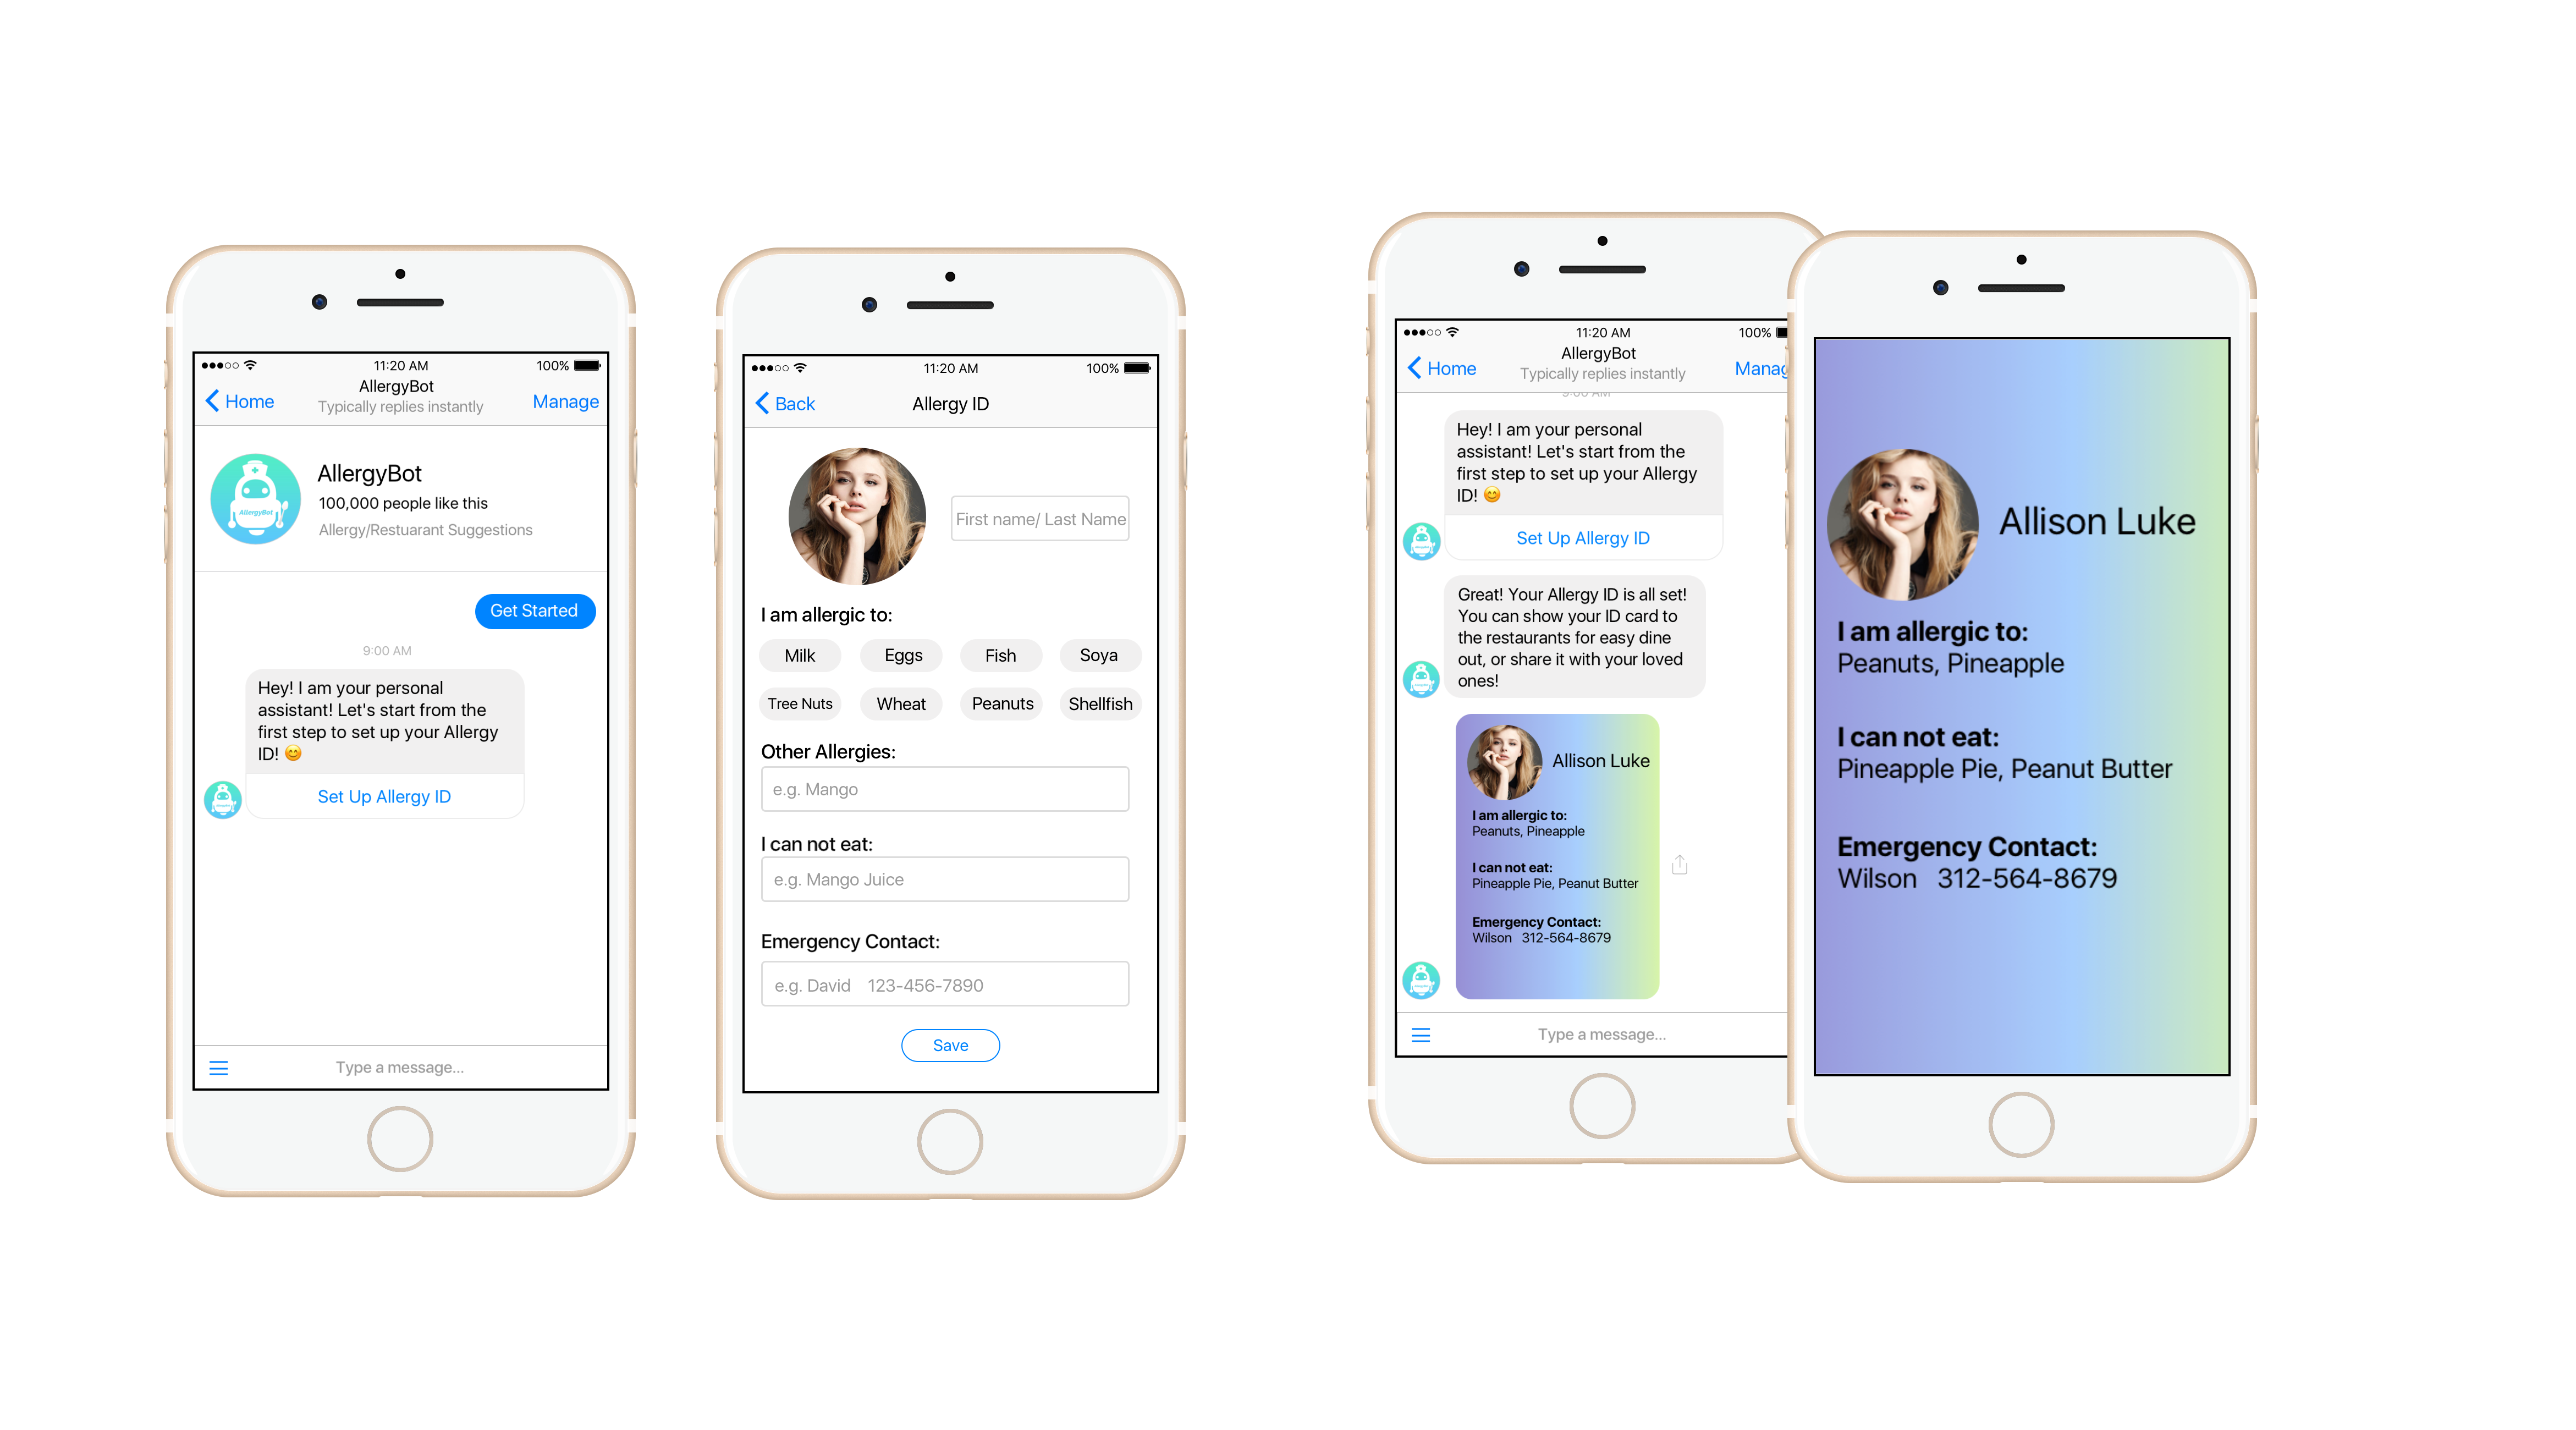 11:20 AM
100%
Home
AllergyBot
Typically replies instantly
Manage
AllergyBot
AllergyBot
100,000 people like this
Allergy/Restuarant Suggestions
Get Started
9:00 AM
Hey! I am your personal
assistant! Let's start from the
first step to set up your Allergy
ID! 😊
Set Up Allergy ID
Type a message...
11:20 AM
100%
Back
Allergy ID
First name/ Last Name
I am allergic to:
Milk
Eggs
Fish
Soya
Tree Nuts
Wheat
Peanuts
Shellfish
Other Allergies:
e.g. Mango
I can not eat:
e.g. Mango Juice
Emergency Contact:
e.g. David 123-456-7890
Save
11:20 AM
100%
Home
AllergyBot
Typically replies instantly
Manag
9:00 AM
Hey! I am your personal
assistant! Let's start from the
first step to set up your Allergy
ID! 😊
Set Up Allergy ID
Great! Your Allergy ID is all set!
You can show your ID card to
the restaurants for easy dine
out, or share it with your loved
ones!
Allison Luke
I am allergic to:
Peanuts, Pineapple
I can not eat:
Pineapple Pie, Peanut Butter
Emergency Contact:
Wilson 312-564-8679
Type a message...
Allison Luke
I am allergic to:
Peanuts, Pineapple
I can not eat:
Pineapple Pie, Peanut Butter
Emergency Contact:
Wilson 312-564-8679